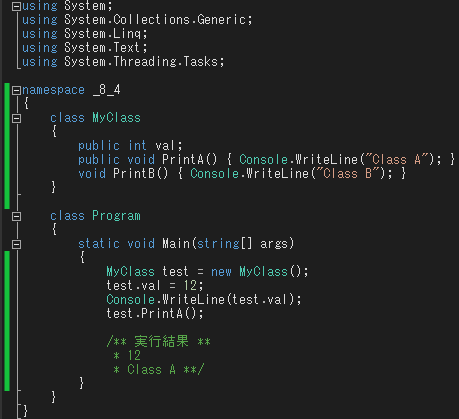 using System;
using System.Collections.Generic;
using System.Linq;
using System.Text;
using System.Threading.Tasks;

namespace _8_4
{
    class MyClass
    {
        public int val;
        public void PrintA() { Console.WriteLine("Class A"); }
        void PrintB() { Console.WriteLine("Class B"); }
    }

    class Program
    {
        static void Main(string[] args)
        {
            MyClass test = new MyClass();
            test.val = 12;
            Console.WriteLine(test.val);
            test.PrintA();

            /** 実行結果 **
             * 12
             * Class A **/
        }
    }
}